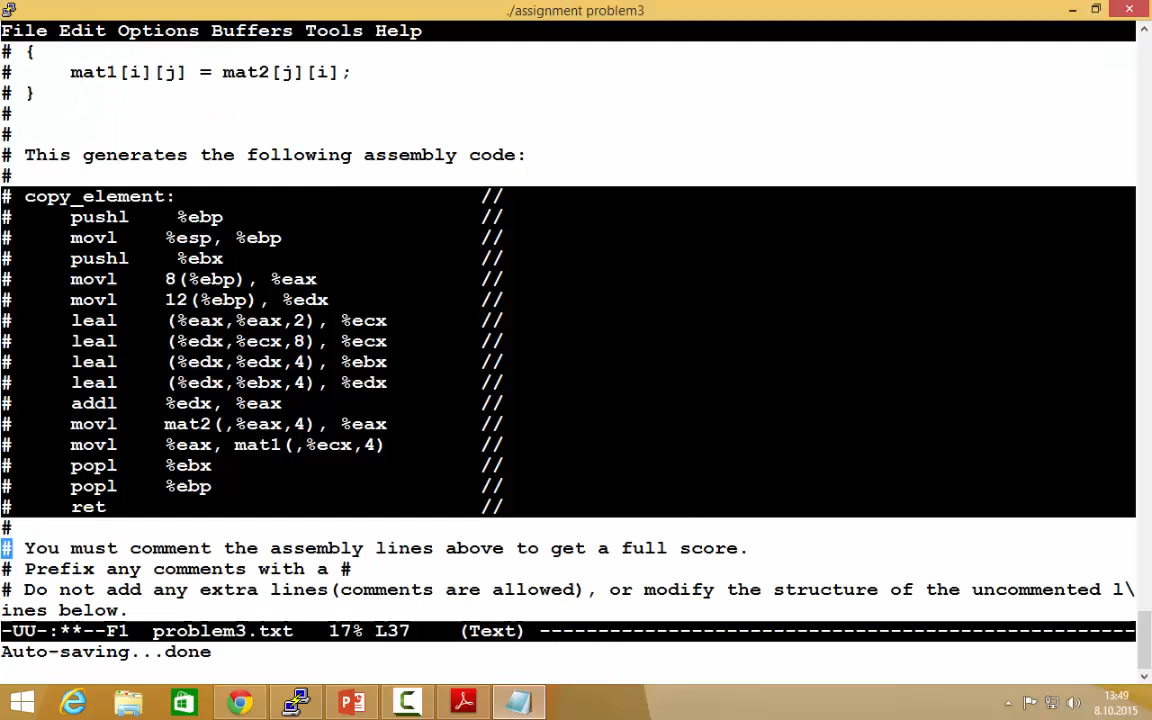 ./assignment problem3
File Edit Options Buffers Tools Help
# {
#     mat1[i][j] = mat2[j][i];
# }
#
#
# This generates the following assembly code:
#
# copy_element:                          //
#     pushl    %ebp                      //
#     movl    %esp, %ebp                 //
#     pushl    %ebx                      //
#     movl    8(%ebp), %eax              //
#     movl    12(%ebp), %edx             //
#     leal    (%eax,%eax,2), %ecx        //
#     leal    (%edx,%ecx,8), %ecx        //
#     leal    (%edx,%edx,4), %ebx        //
#     leal    (%edx,%ebx,4), %edx        //
#     addl    %edx, %eax                 //
#     movl    mat2(,%eax,4), %eax        //
#     movl    %eax, mat1(,%ecx,4)        //
#     popl    %ebx                       //
#     popl    %ebp                       //
#     ret                                //
#
# You must comment the assembly lines above to get a full score.
# Prefix any comments with a #
# Do not add any extra lines(comments are allowed), or modify the structure of the uncommented l\
ines below.
-UU-:**--F1  problem3.txt   17% L37    (Text) ---------------------------------------------------
Auto-saving...done
13:49
8.10.2015